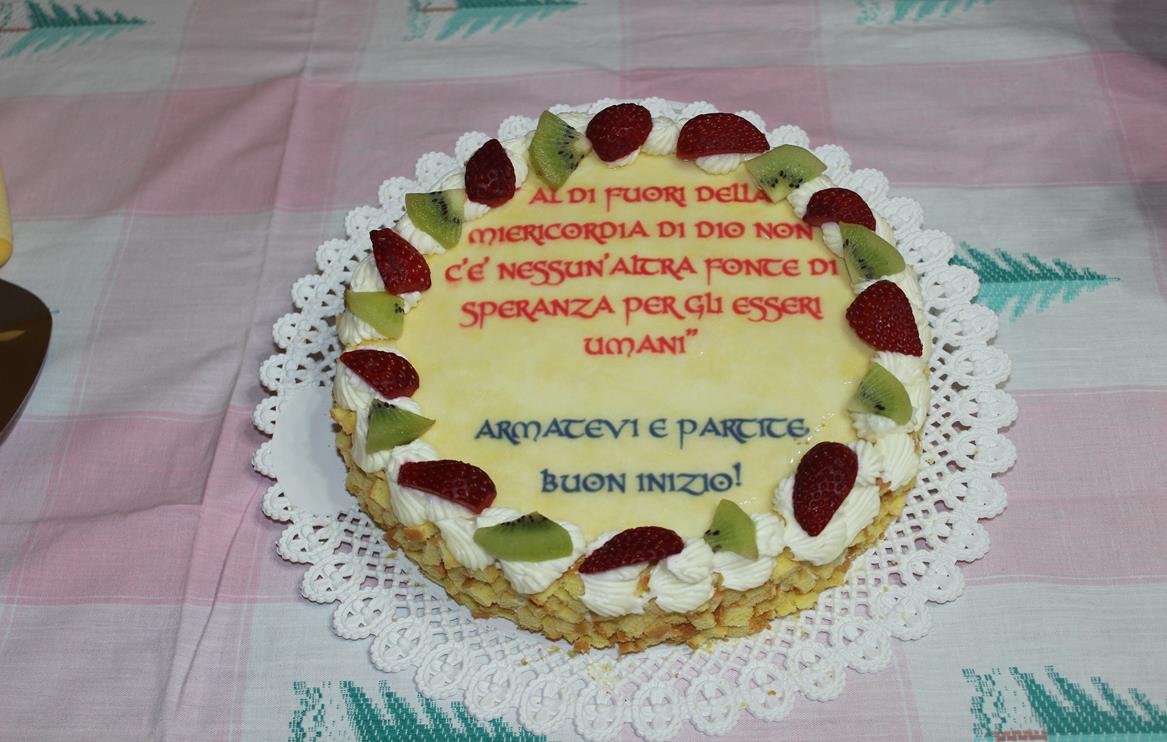 " AL DI FUORI DELLA
MISERICORDIA DI DIO NON
C'E' NESSUN'ALTRA FONTE DI
SPERANZA PER GLI ESSERI
UMANI"
ARMATEVI E PARTITE
BUON INIZIO!